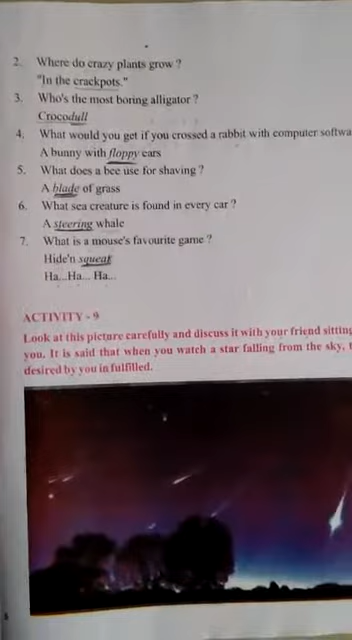 2. Where do crazy plants grow ?
"In the crackpots."
3. Who's the most boring alligator ?
Crocodull
4. What would you get if you crossed a rabbit with computer softwa
A bunny with floppy ears
5. What does a bee use for shaving ?
A blade of grass
6. What sea creature is found in every car ?
A steering whale
7. What is a mouse's favourite game ?
Hide'n squeat
Ha...Ha... Ha...
ACTIVITY - 9
Look at this picture carefully and discuss it with your friend sitting
you. It is said that when you watch a star falling from the sky, t
desired by you in fulfilled.